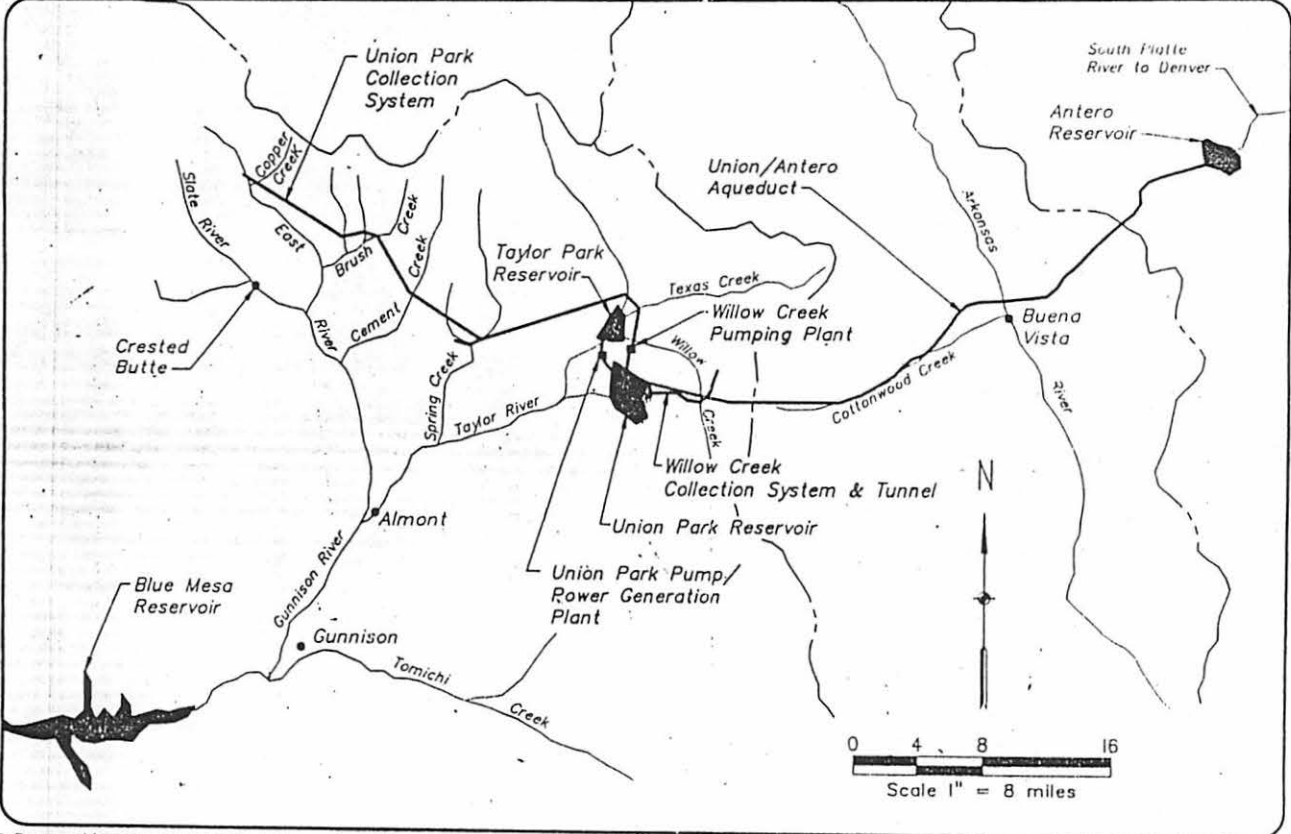 Union Park
Collection
System
South Platte
River to Denver
Antero
Reservoir
Copper
Creek
Slate River
East
River
Brush
Creek
Cement
Creek
Union/Antero
Aqueduct
Arkansas
River
Taylor Park
Reservoir
Texas Creek
Willow Creek
Pumping Plant
Willow
Creek
Buena
Vista
Crested
Butte
Spring Creek
Taylor River
Cottonwood Creek
Willow Creek
Collection System & Tunnel
N
Almont
Union Park Reservoir
Gunnison River
Union Park Pump/
Power Generation
Plant
Blue Mesa
Reservoir
Gunnison
Tomichi
Creek
0 4 8 16
Scale 1" = 8 miles